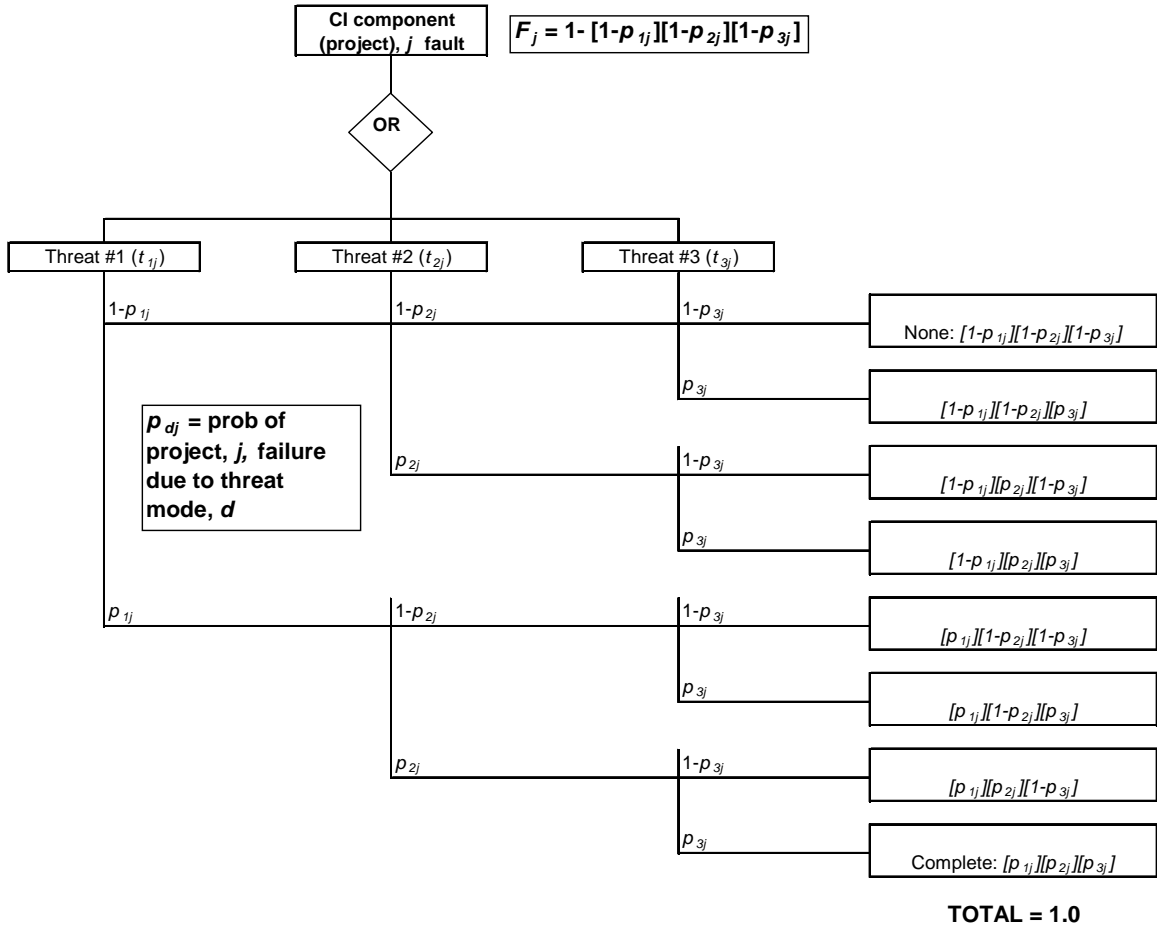 CI component
(project), j fault
F j = 1- [1-p 1j][1-p 2j][1-p 3j]
OR
Threat #1 (t 1j)
Threat #2 (t 2j)
Threat #3 (t 3j)
1-p 1j
1-p 2j
1-p 3j
None: [1-p 1j][1-p 2j][1-p 3j]
p 3j
[1-p 1j][1-p 2j][p 3j]
p dj = prob of
project, j, failure
due to threat
mode, d
p 2j
1-p 3j
[1-p 1j][p 2j][1-p 3j]
p 3j
[1-p 1j][p 2j][p 3j]
p 1j
1-p 2j
1-p 3j
[p 1j][1-p 2j][1-p 3j]
p 3j
[p 1j][1-p 2j][p 3j]
p 2j
1-p 3j
[p 1j][p 2j][1-p 3j]
p 3j
Complete: [p 1j][p 2j][p 3j]
TOTAL = 1.0